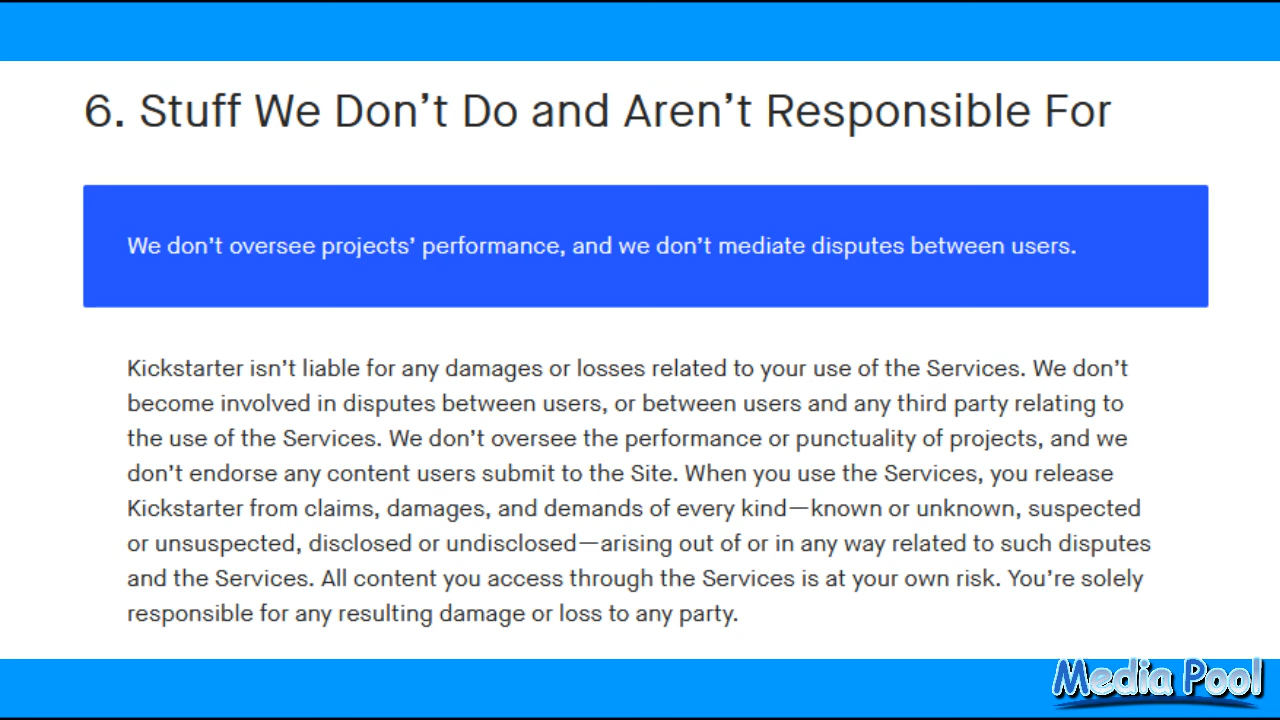 6. Stuff We Don't Do and Aren't Responsible For
We don't oversee projects' performance, and we don't mediate disputes between users.
Kickstarter isn't liable for any damages or losses related to your use of the Services. We don't
become involved in disputes between users, or between users and any third party relating to
the use of the Services. We don't oversee the performance or punctuality of projects, and we
don't endorse any content users submit to the Site. When you use the Services, you release
Kickstarter from claims, damages, and demands of every kind—known or unknown, suspected
or unsuspected, disclosed or undisclosed—arising out of or in any way related to such disputes
and the Services. All content you access through the Services is at your own risk. You're solely
responsible for any resulting damage or loss to any party.
Media Pool